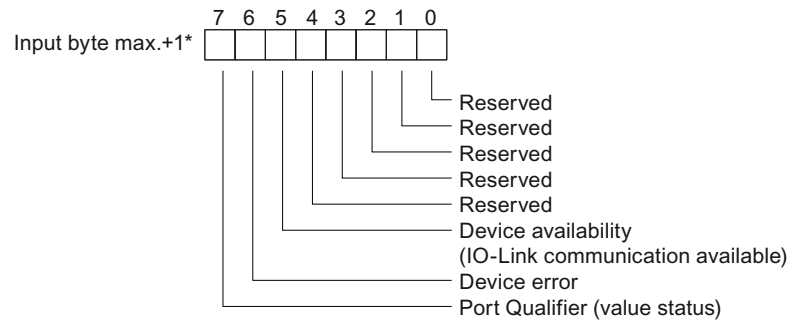 7 6 5 4 3 2 1 0
Input byte max.+1*
Reserved
Reserved
Reserved
Reserved
Reserved
Device availability
(IO-Link communication available)
Device error
Port Qualifier (value status)